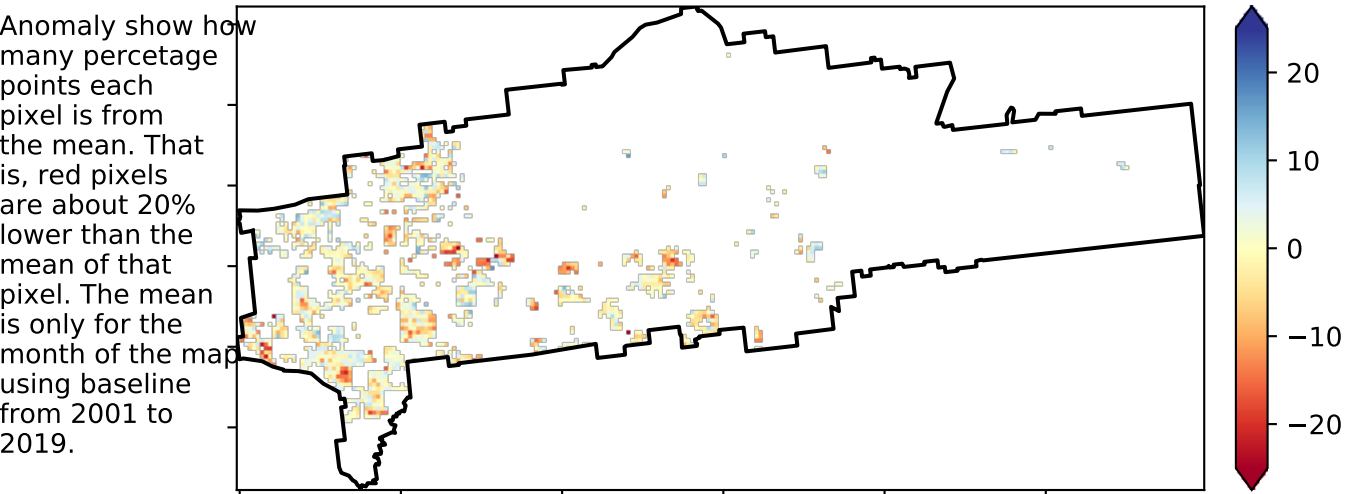 Anomaly show how
many percetage
points each
pixel is from
the mean. That
is, red pixels
are about 20%
lower than the
mean of that
pixel. The mean
is only for the
month of the map
using baseline
from 2001 to
2019.
20
10
0
−10
−20